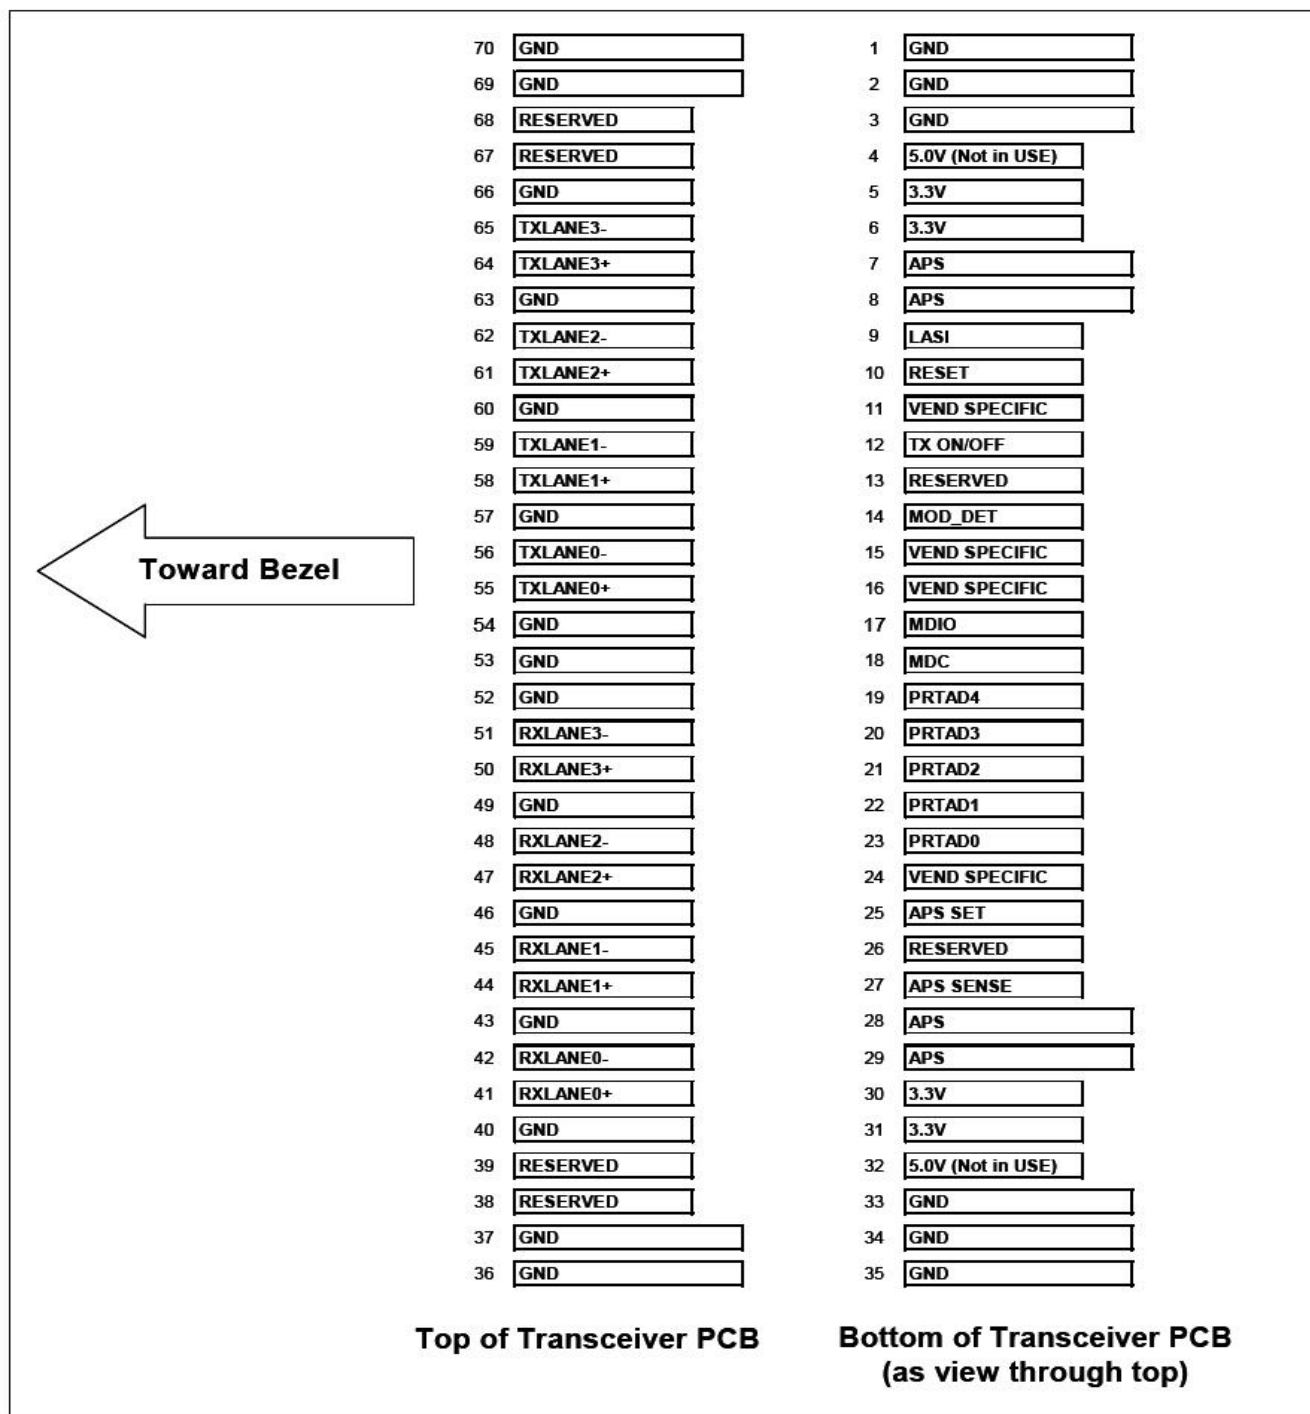 70 GND 1 GND
69 GND 2 GND
68 RESERVED 3 GND
67 RESERVED 4 5.0V (Not in USE)
66 GND 5 3.3V
65 TXLANE3- 6 3.3V
64 TXLANE3+ 7 APS
63 GND 8 APS
62 TXLANE2- 9 LASI
61 TXLANE2+ 10 RESET
60 GND 11 VEND SPECIFIC
59 TXLANE1- 12 TX ON/OFF
58 TXLANE1+ 13 RESERVED
57 GND 14 MOD_DET
56 TXLANE0- 15 VEND SPECIFIC
Toward Bezel
55 TXLANE0+ 16 VEND SPECIFIC
54 GND 17 MDIO
53 GND 18 MDC
52 GND 19 PRTAD4
51 RXLANE3- 20 PRTAD3
50 RXLANE3+ 21 PRTAD2
49 GND 22 PRTAD1
48 RXLANE2- 23 PRTAD0
47 RXLANE2+ 24 VEND SPECIFIC
46 GND 25 APS SET
45 RXLANE1- 26 RESERVED
44 RXLANE1+ 27 APS SENSE
43 GND 28 APS
42 RXLANE0- 29 APS
41 RXLANE0+ 30 3.3V
40 GND 31 3.3V
39 RESERVED 32 5.0V (Not in USE)
38 RESERVED 33 GND
37 GND 34 GND
36 GND 35 GND
Top of Transceiver PCB Bottom of Transceiver PCB
(as view through top)